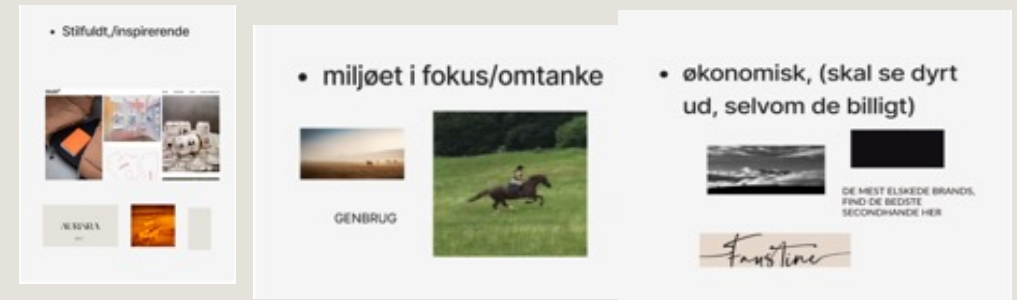 • Stilfuldt,/inspirerende
AURORA
• miljøet i fokus/omtanke
GENBRUG
• økonomisk, (skal se dyrt
ud, selvom de billigt)
DE MEST ELSKEDE BRANDS,
FIND DE BEDSTE
SECONDHANDE HER
Faustine